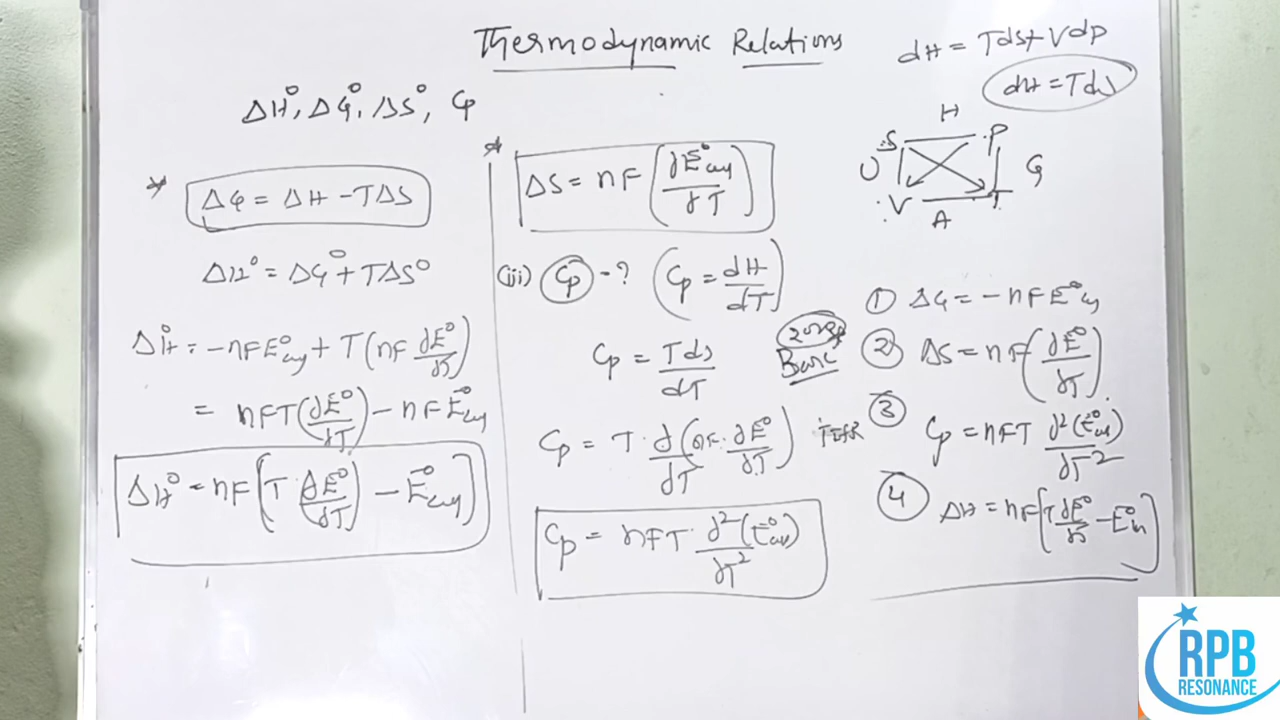 Thermodynamic Relations
ΔH°, ΔG°, ΔS°, Cp
* ΔG = ΔH - TΔS
ΔH° = ΔG° + TΔS°
ΔH° = -nFE°cell + T(nF ∂E°/∂T)
= nFT(∂E°/∂T) - nFE°cell
ΔH° = nF(T·∂E°/∂T - E°cell)
* ΔS = nF(∂E°cell/∂T)
(iii) Cp - ? (Cp = dH/dT)
Cp = Tds/dT
Cp = T·∂/∂T(nF·∂E°/∂T)
Cp = nFT·∂²(E°cell)/∂T²
dH = Tds + Vdp
dH = Tds
H
S P
U G
V T
A
① ΔG = -nFE°cell
② ΔS = nF(∂E°/∂T)
③ Cp = nFT ∂²(E°cell)/∂T²
④ ΔH = nF[T∂E°/∂T - E°cell]
RPB
RESONANCE